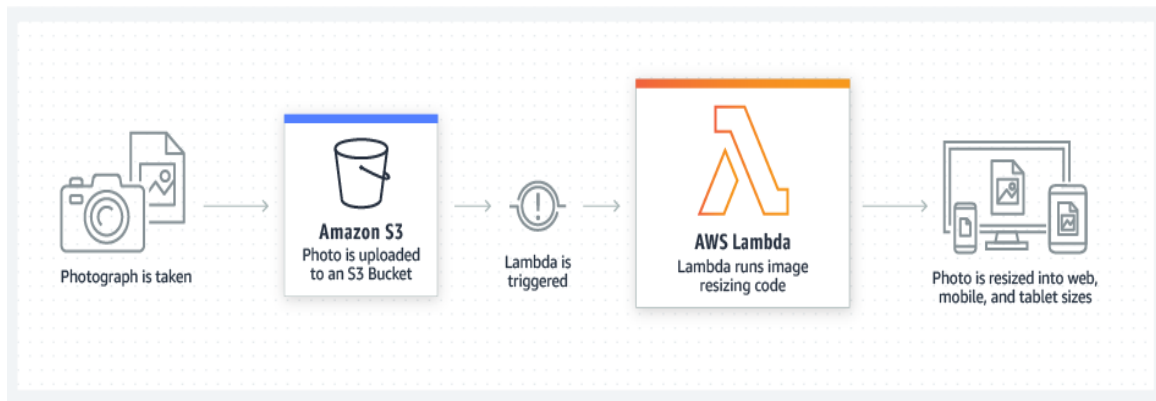 Photograph is taken
Amazon S3
Photo is uploaded
to an S3 Bucket
Lambda is
triggered
AWS Lambda
Lambda runs image
resizing code
Photo is resized into web,
mobile, and tablet sizes